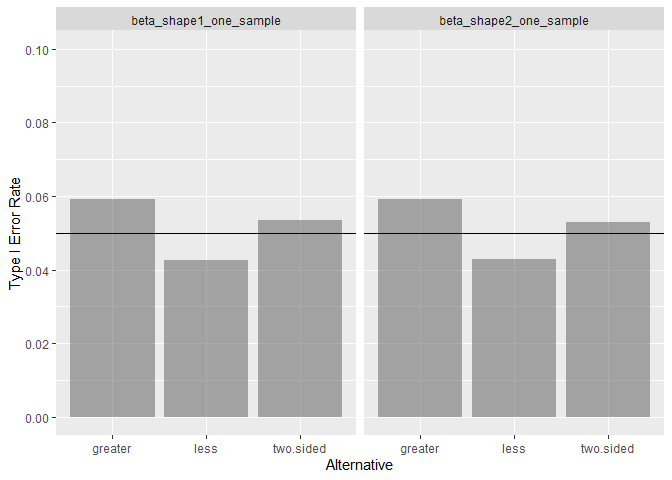 beta_shape1_one_sample beta_shape2_one_sample
Type I Error Rate
0.10
0.08
0.06
0.04
0.02
0.00
greater less two.sided greater less two.sided
Alternative